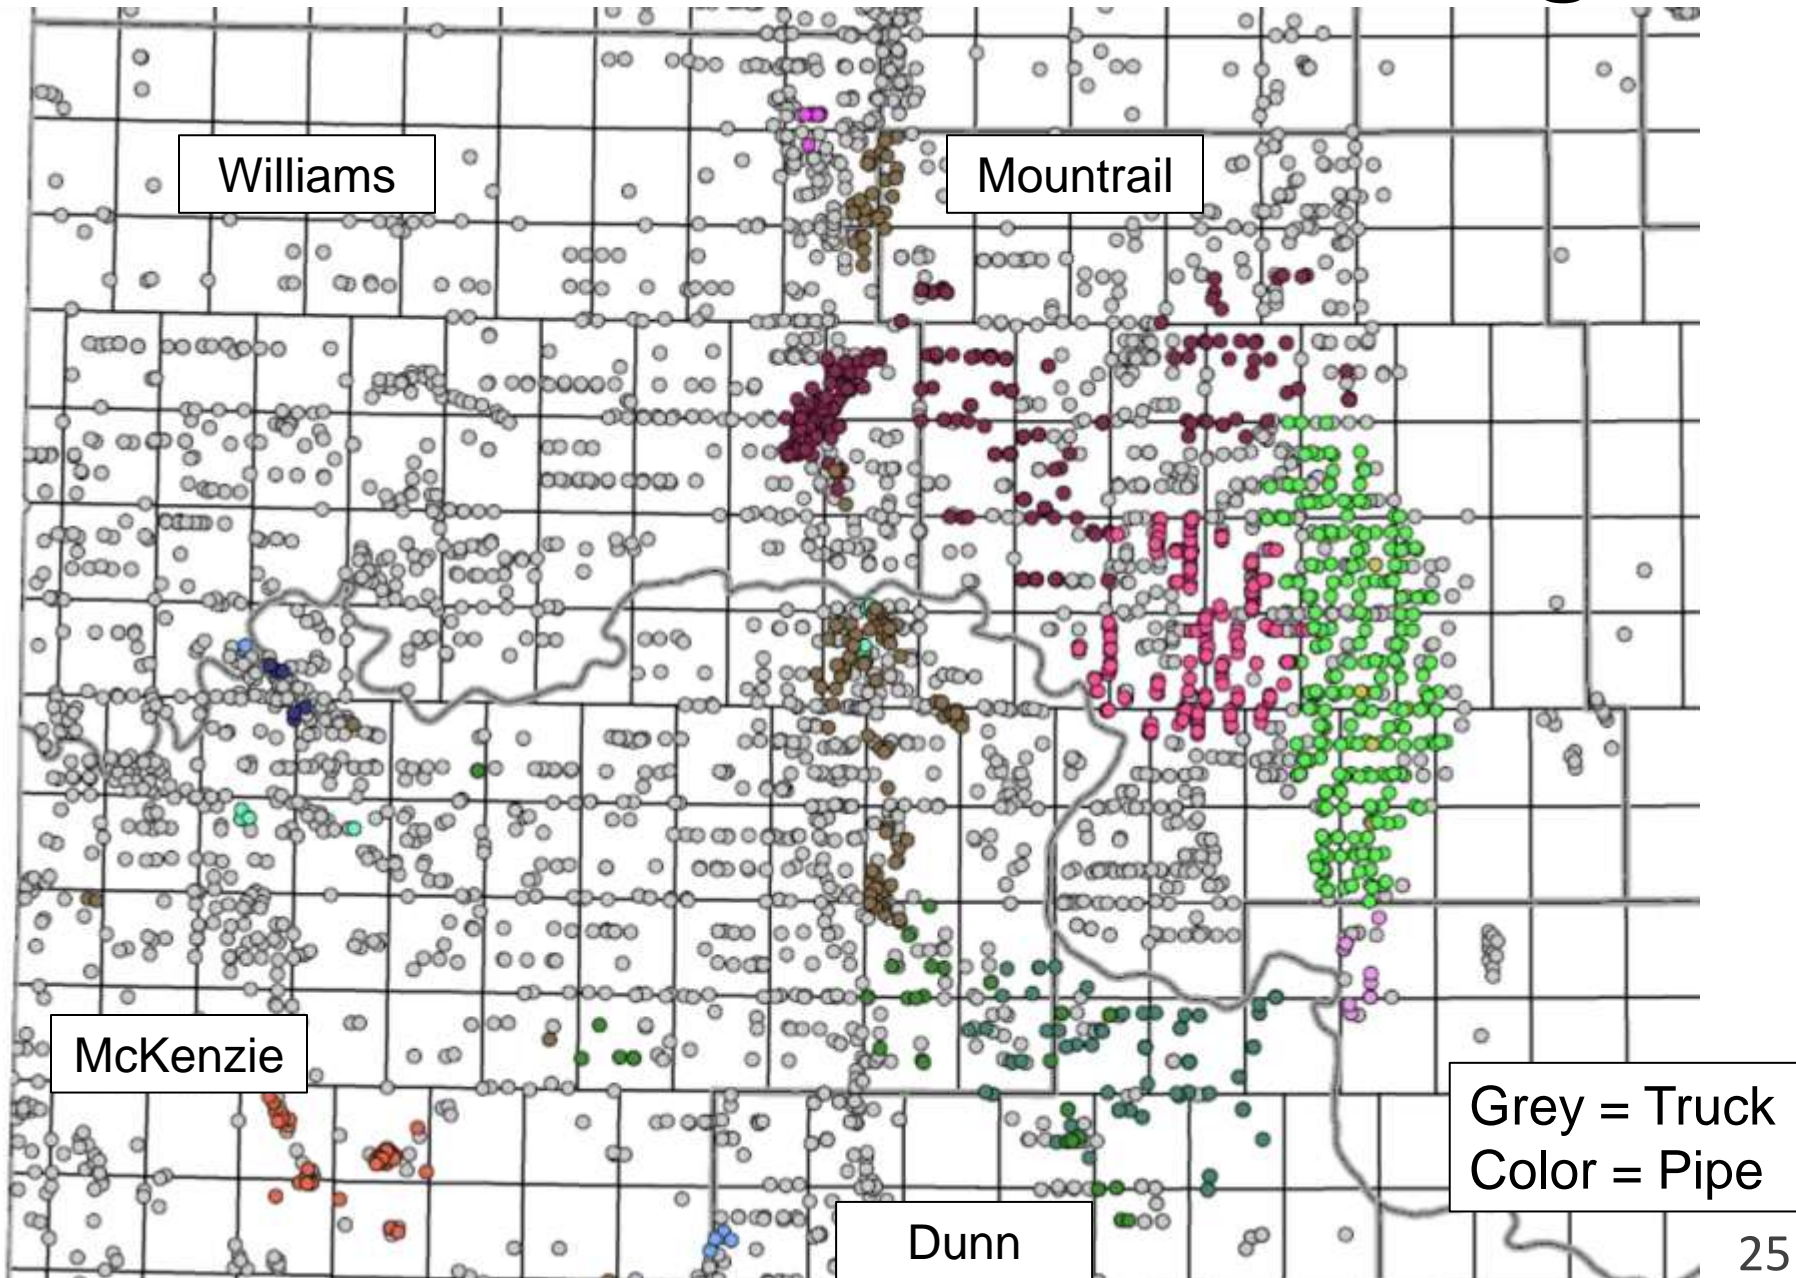 Williams
Mountrail
McKenzie
Grey = Truck
Color = Pipe
Dunn
25